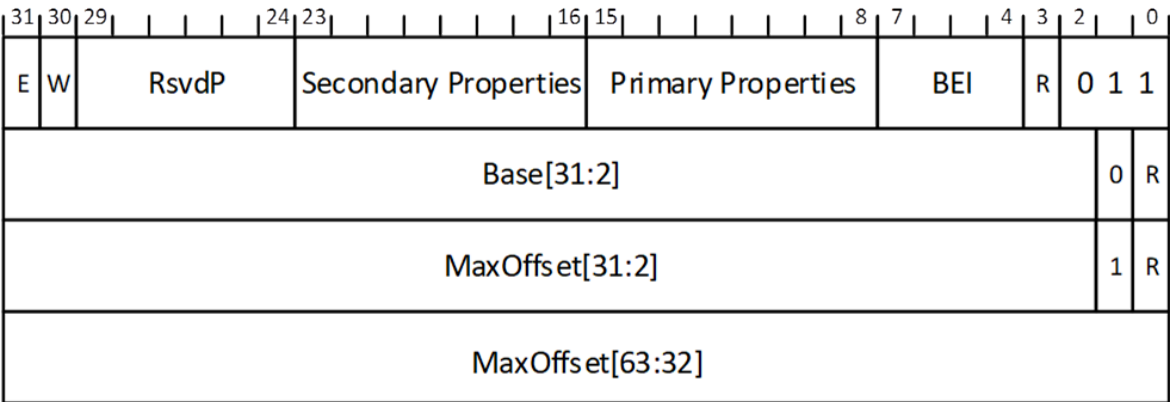 31 30 29 24 23 16 15 8 7 4 3 2 0
E W RsvdP Secondary Properties Primary Properties BEI R 0 1 1
Base[31:2] 0 R
MaxOffset[31:2] 1 R
MaxOffset[63:32]